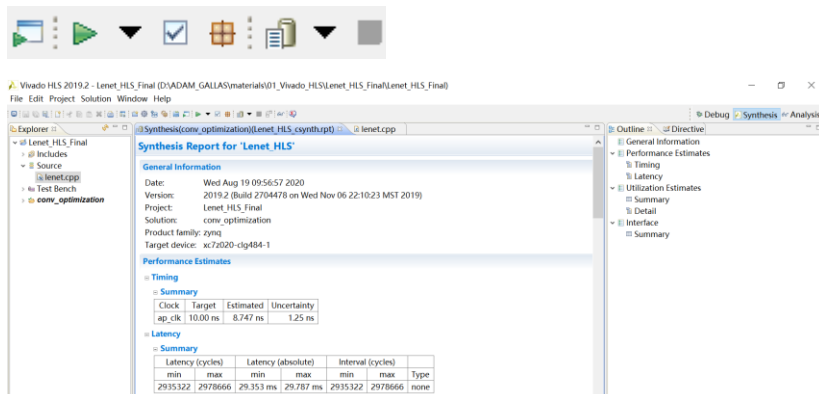 Vivado HLS 2019.2 - Lenet_HLS_Final (D:\ADAM_GALLAS\materials\01_Vivado_HLS\Lenet_HLS_Final\Lenet_HLS_Final)
File Edit Project Solution Window Help
Debug Synthesis Analysis
Explorer
Synthesis(conv_optimization)(Lenet_HLS_csynth.rpt) lenet.cpp
Outline Directive
Lenet_HLS_Final
Includes
Source
lenet.cpp
Test Bench
conv_optimization
Synthesis Report for 'Lenet_HLS'
General Information
Date: Wed Aug 19 09:56:57 2020
Version: 2019.2 (Build 2704478 on Wed Nov 06 22:10:23 MST 2019)
Project: Lenet_HLS_Final
Solution: conv_optimization
Product family: zynq
Target device: xc7z020-clg484-1
Performance Estimates
Timing
Summary
Clock Target Estimated Uncertainty
ap_clk 10.00 ns 8.747 ns 1.25 ns
Latency
Summary
Latency (cycles) Latency (absolute) Interval (cycles)
min max min max min max Type
2935322 2978666 29.353 ms 29.787 ms 2935322 2978666 none
General Information
Performance Estimates
Timing
Latency
Utilization Estimates
Summary
Detail
Interface
Summary